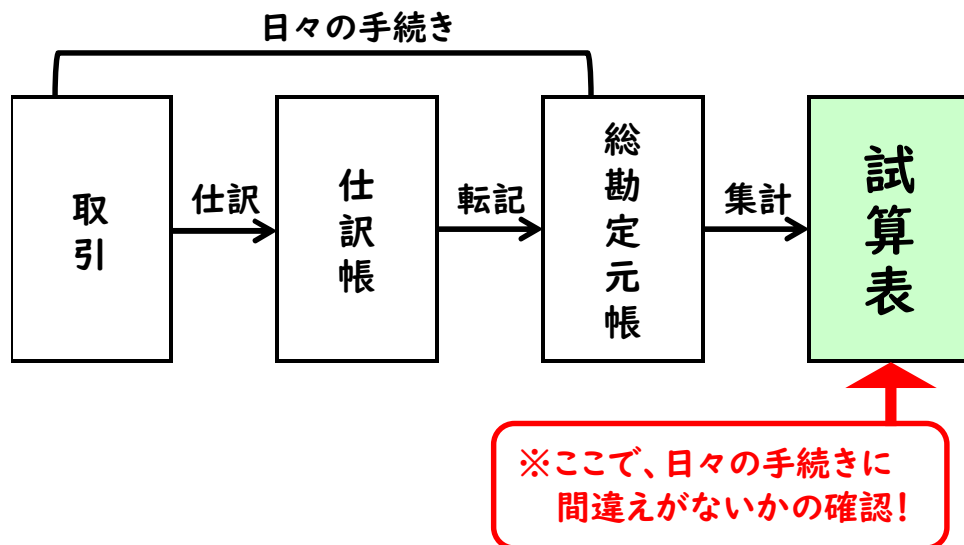 日々の手続き
取引
仕訳
仕訳帳
転記
総勘定元帳
集計
試算表
※ここで、日々の手続きに
間違えがないかの確認！